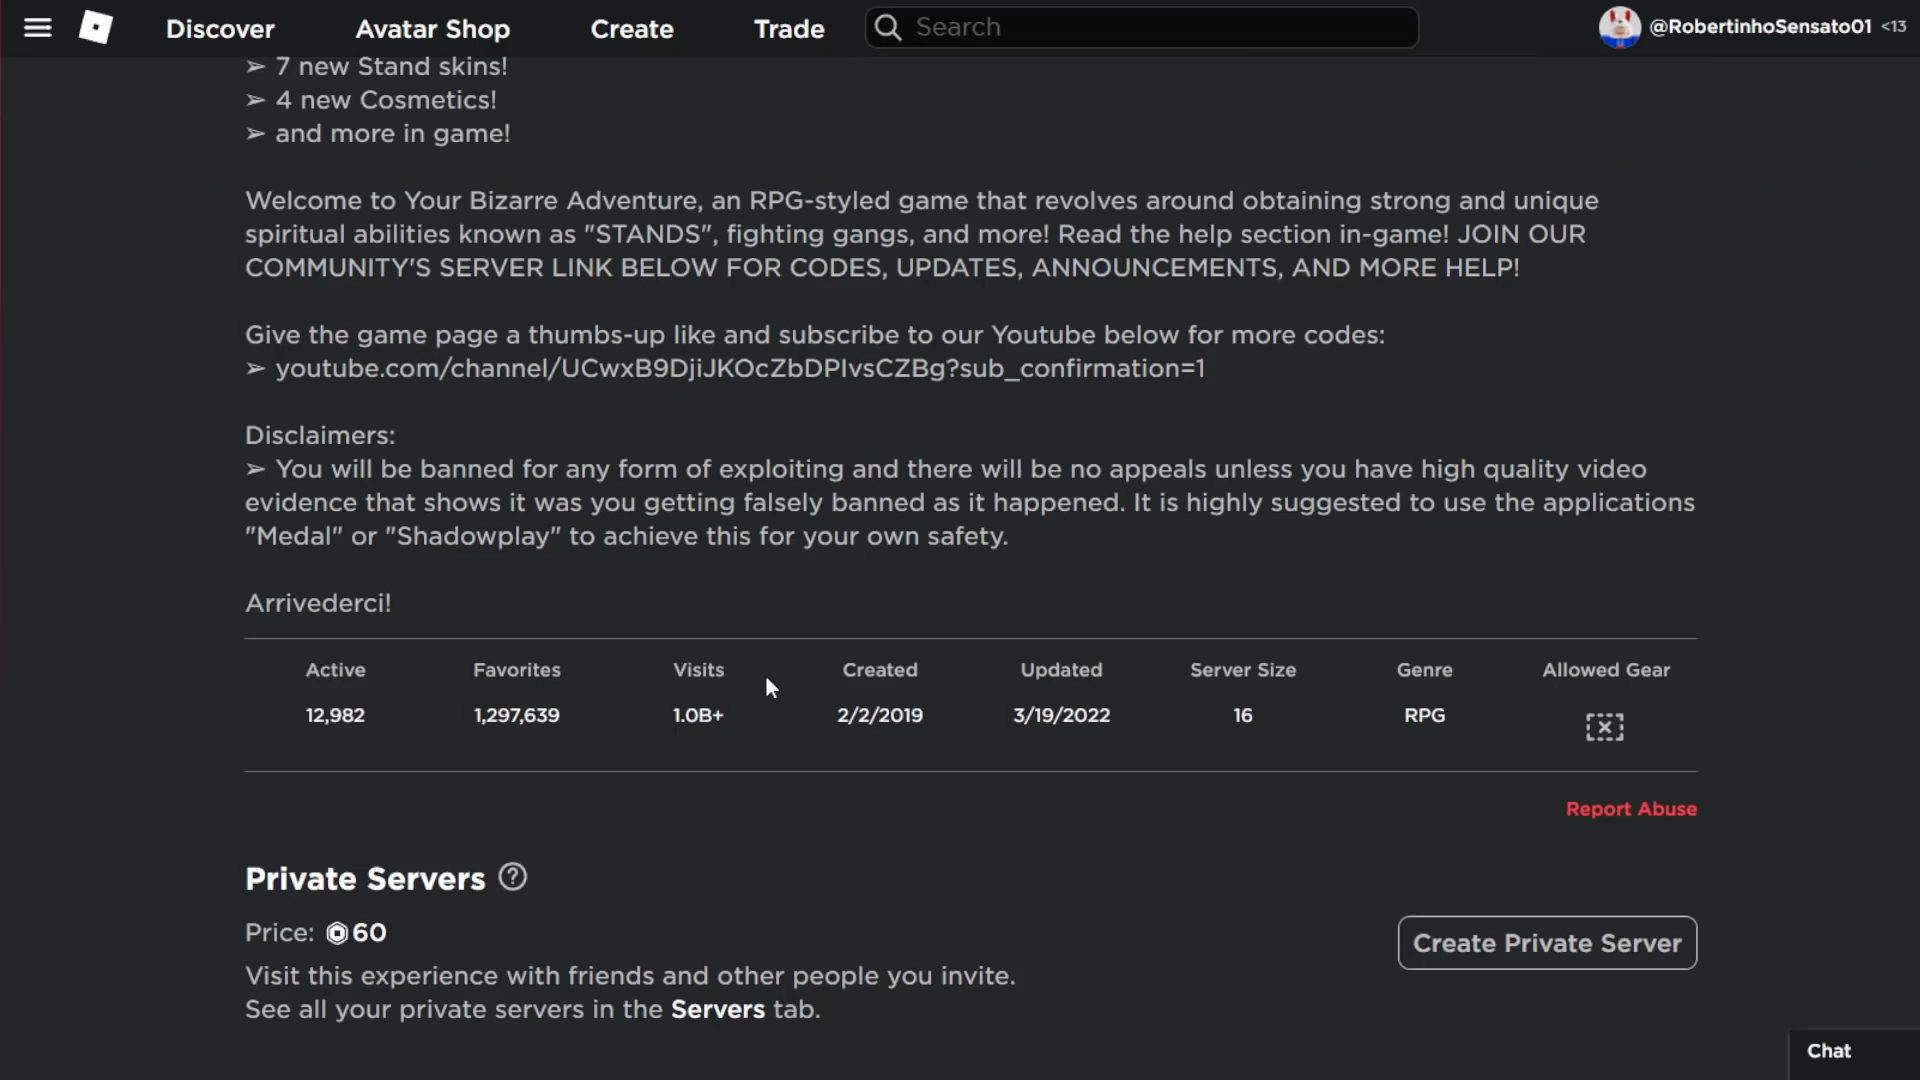 Discover Avatar Shop Create Trade Search @RobertinhoSensato01 <13
➢ 7 new Stand skins!
➢ 4 new Cosmetics!
➢ and more in game!
Welcome to Your Bizarre Adventure, an RPG-styled game that revolves around obtaining strong and unique
spiritual abilities known as "STANDS", fighting gangs, and more! Read the help section in-game! JOIN OUR
COMMUNITY'S SERVER LINK BELOW FOR CODES, UPDATES, ANNOUNCEMENTS, AND MORE HELP!
Give the game page a thumbs-up like and subscribe to our Youtube below for more codes:
➢ youtube.com/channel/UCwxB9DjiJKOcZbDPIvsCZBg?sub_confirmation=1
Disclaimers:
➢ You will be banned for any form of exploiting and there will be no appeals unless you have high quality video
evidence that shows it was you getting falsely banned as it happened. It is highly suggested to use the applications
"Medal" or "Shadowplay" to achieve this for your own safety.
Arrivederci!
Active Favorites Visits Created Updated Server Size Genre Allowed Gear
12,982 1,297,639 1.0B+ 2/2/2019 3/19/2022 16 RPG
Report Abuse
Private Servers
Price: 60
Create Private Server
Visit this experience with friends and other people you invite.
See all your private servers in the Servers tab.
Chat